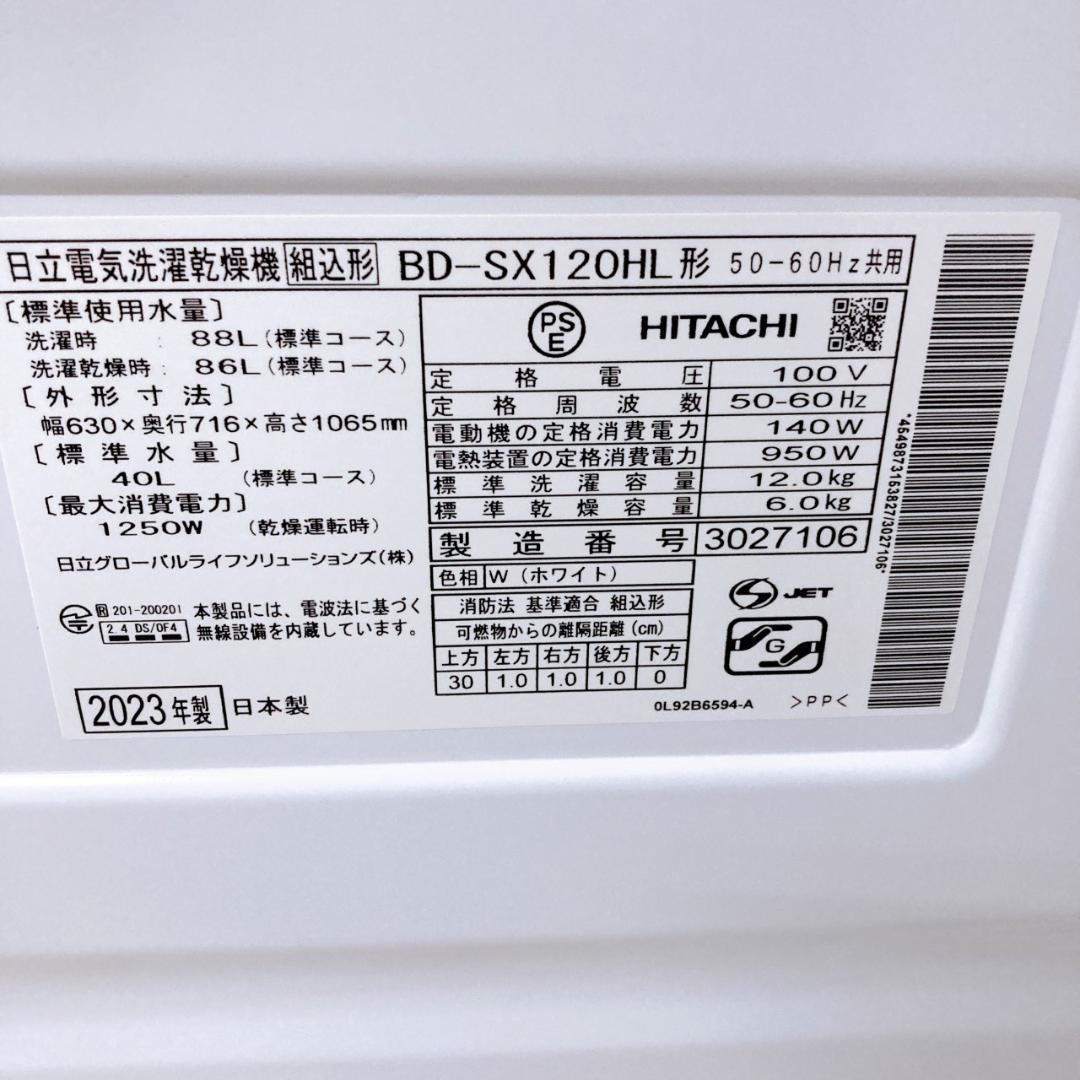 日立電気洗濯乾燥機 組込形 BD-SX120HL形 50-60Hz共用
[標準使用水量]
洗濯時 : 88L (標準コース)
洗濯乾燥時 : 86L (標準コース)
[外形寸法]
幅630×奥行716×高さ1065mm
[標準水量]
40L (標準コース)
[最大消費電力]
1250W (乾燥運転時)
日立グローバルライフソリューションズ(株)
R 201-200201 本製品には、電波法に基づく
2.4 DS/OF4 無線設備を内蔵しています。
2023年製 日本製
PSE HITACHI
定格電圧 100V
定格周波数 50-60Hz
電動機の定格消費電力 140W
電熱装置の定格消費電力 950W
標準洗濯容量 12.0kg
標準乾燥容量 6.0kg
製造番号 3027106
色相 W (ホワイト)
消防法 基準適合 組込形
可燃物からの離隔距離(cm)
上方 左方 右方 後方 下方
30 1.0 1.0 1.0 0
S JET
G
0L92B6594-A >PP<
*4549873163827/3027106*